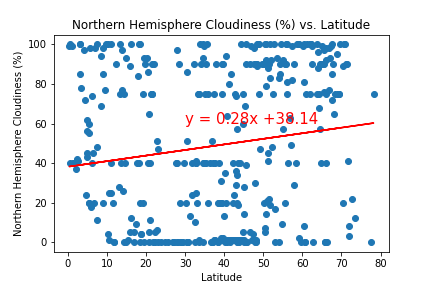 Northern Hemisphere Cloudiness (%) vs. Latitude
Northern Hemisphere Cloudiness (%)
100
80
60
40
20
0
y = 0.28x +38.14
0 10 20 30 40 50 60 70 80
Latitude